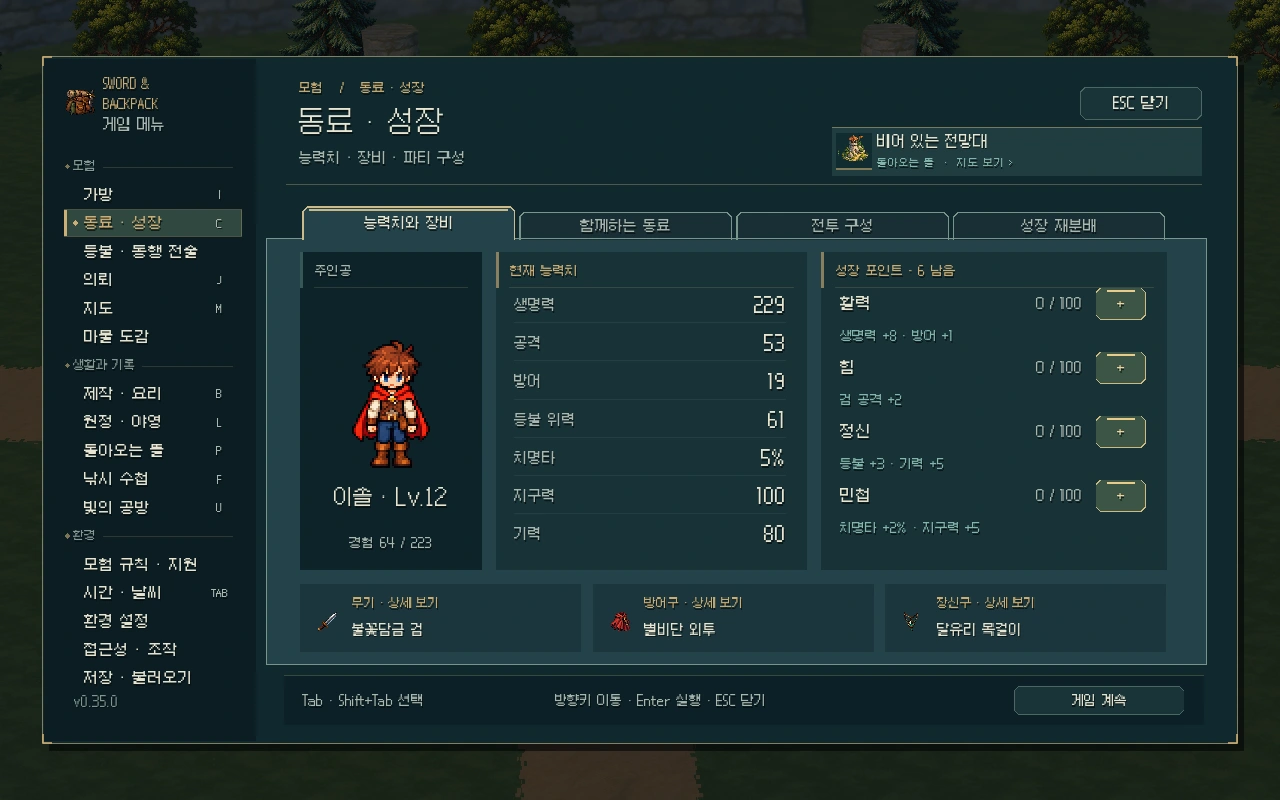 SWORD &
BACKPACK
게임 메뉴
모험
가방 I
동료 · 성장 C
등불 · 동행 전술
의뢰 J
지도 M
마물 도감
생활과 기록
제작 · 요리 B
원정 · 야영 L
돌아오는 뜰 P
낚시 수첩 F
빛의 공방 U
환경
모험 규칙 · 지원
시간 · 날씨 TAB
환경 설정
접근성 · 조작
저장 · 불러오기
v0.35.0
모험 / 동료 · 성장
동료 · 성장
능력치 · 장비 · 파티 구성
ESC 닫기
비어 있는 전망대
돌아오는 뜰 · 지도 보기 >
능력치와 장비
함께하는 동료
전투 구성
성장 재분배
주인공
이솔 · Lv.12
경험 64 / 223
현재 능력치
생명력 229
공격 53
방어 19
등불 위력 61
치명타 5%
지구력 100
기력 80
성장 포인트 · 6 남음
활력 0 / 100 +
생명력 +8 · 방어 +1
힘 0 / 100 +
검 공격 +2
정신 0 / 100 +
등불 +3 · 기력 +5
민첩 0 / 100 +
치명타 +2% · 지구력 +5
무기 · 상세 보기
불꽃담금 검
방어구 · 상세 보기
별비단 외투
장신구 · 상세 보기
달유리 목걸이
Tab · Shift+Tab 선택
방향키 이동 · Enter 실행 · ESC 닫기
게임 계속